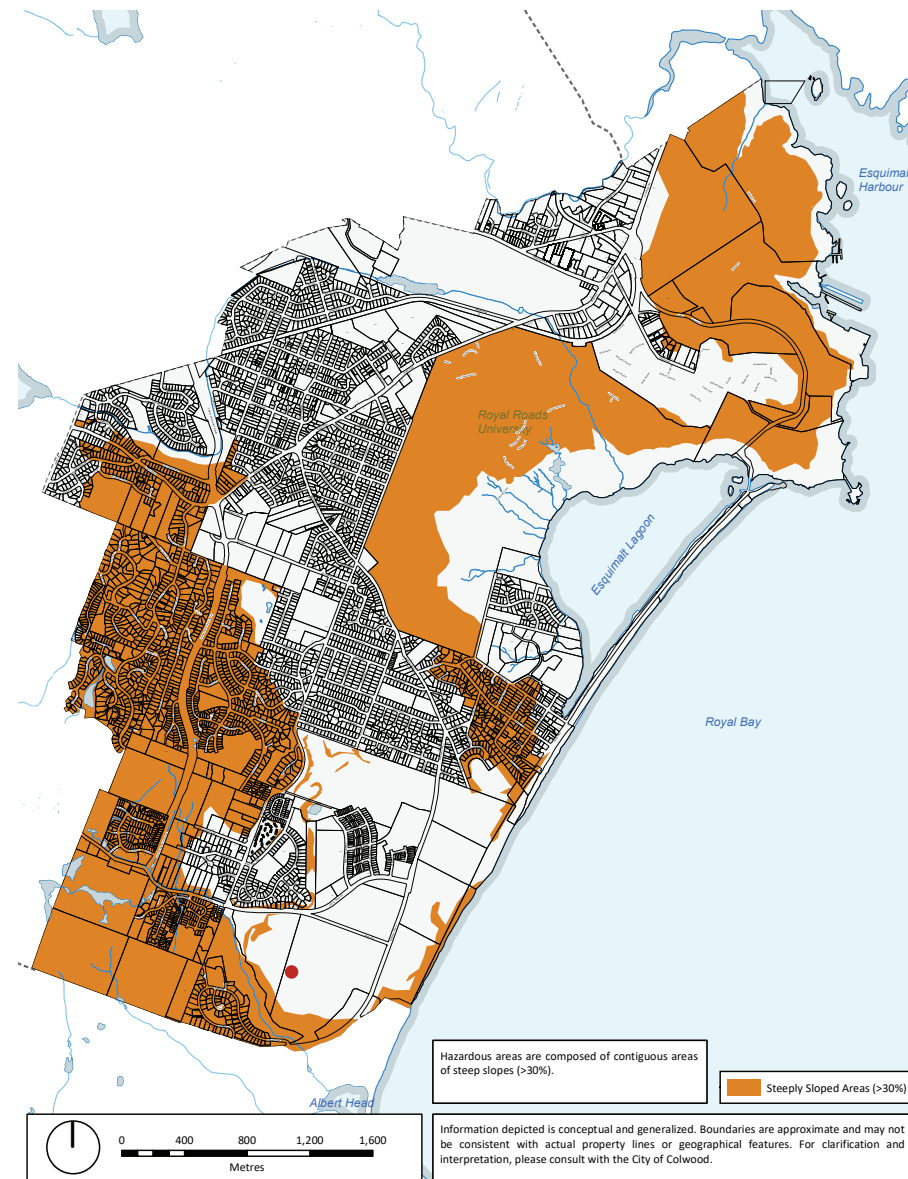 Esquimal
Harbour
Royal Roads
University
Esquimalt Lagoon
Royal Bay
Albert Head
Hazardous areas are composed of contiguous areas
of steep slopes (>30%).
Steeply Sloped Areas (>30%)
0 400 800 1,200 1,600
Metres
Information depicted is conceptual and generalized. Boundaries are approximate and may not
be consistent with actual property lines or geographical features. For clarification and
interpretation, please consult with the City of Colwood.